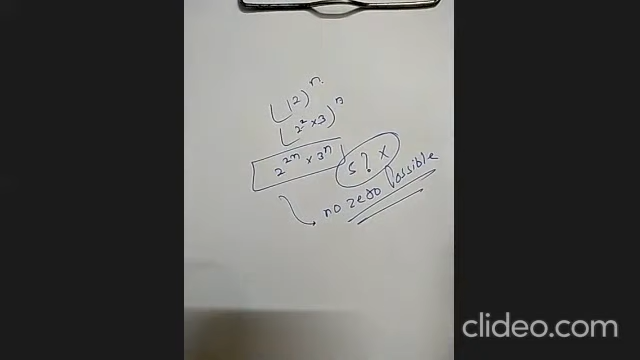 (12)ⁿ
(2² × 3)ⁿ
2²ⁿ × 3ⁿ
5? ×
no zero possible
clideo.com